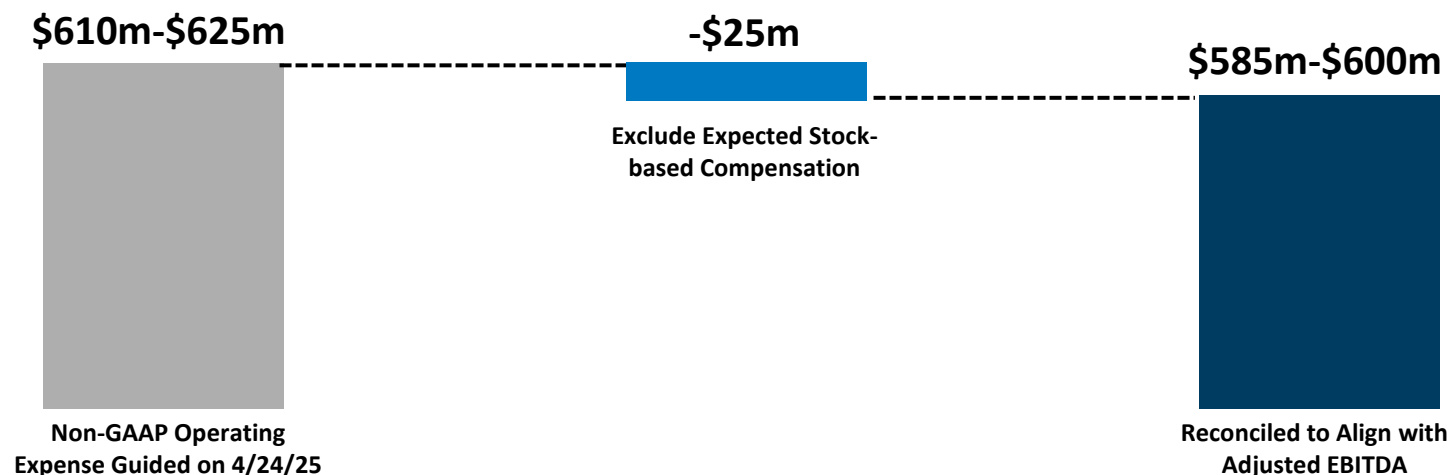 $610m-$625m
-$25m
$585m-$600m
Exclude Expected Stock-
based Compensation
Non-GAAP Operating
Expense Guided on 4/24/25
Reconciled to Align with
Adjusted EBITDA